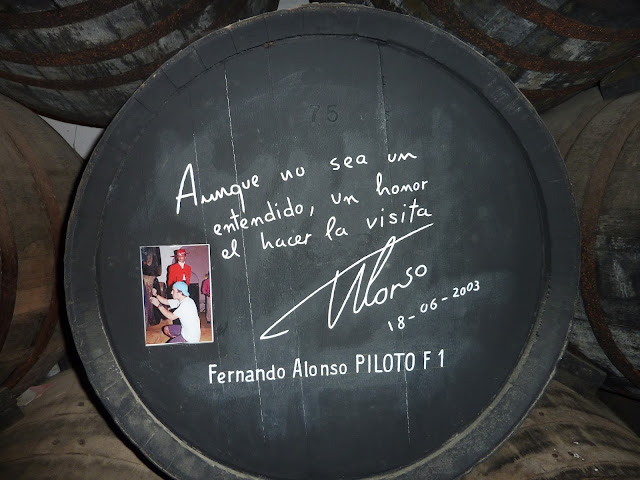 75
Aunque no sea un
entendido, un honor
el hacer la visita
Alonso
18-06-2003
Fernando Alonso PILOTO F1